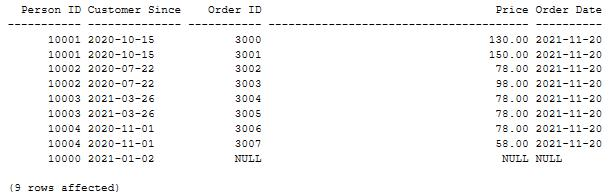 Person ID Customer Since Order ID Price Order Date
----------- -------------- ----------- --------------------------------------- ----------
10001 2020-10-15 3000 130.00 2021-11-20
10001 2020-10-15 3001 150.00 2021-11-20
10002 2020-07-22 3002 78.00 2021-11-20
10002 2020-07-22 3003 98.00 2021-11-20
10003 2021-03-26 3004 78.00 2021-11-20
10003 2021-03-26 3005 78.00 2021-11-20
10004 2020-11-01 3006 78.00 2021-11-20
10004 2020-11-01 3007 58.00 2021-11-20
10000 2021-01-02 NULL NULL NULL
(9 rows affected)